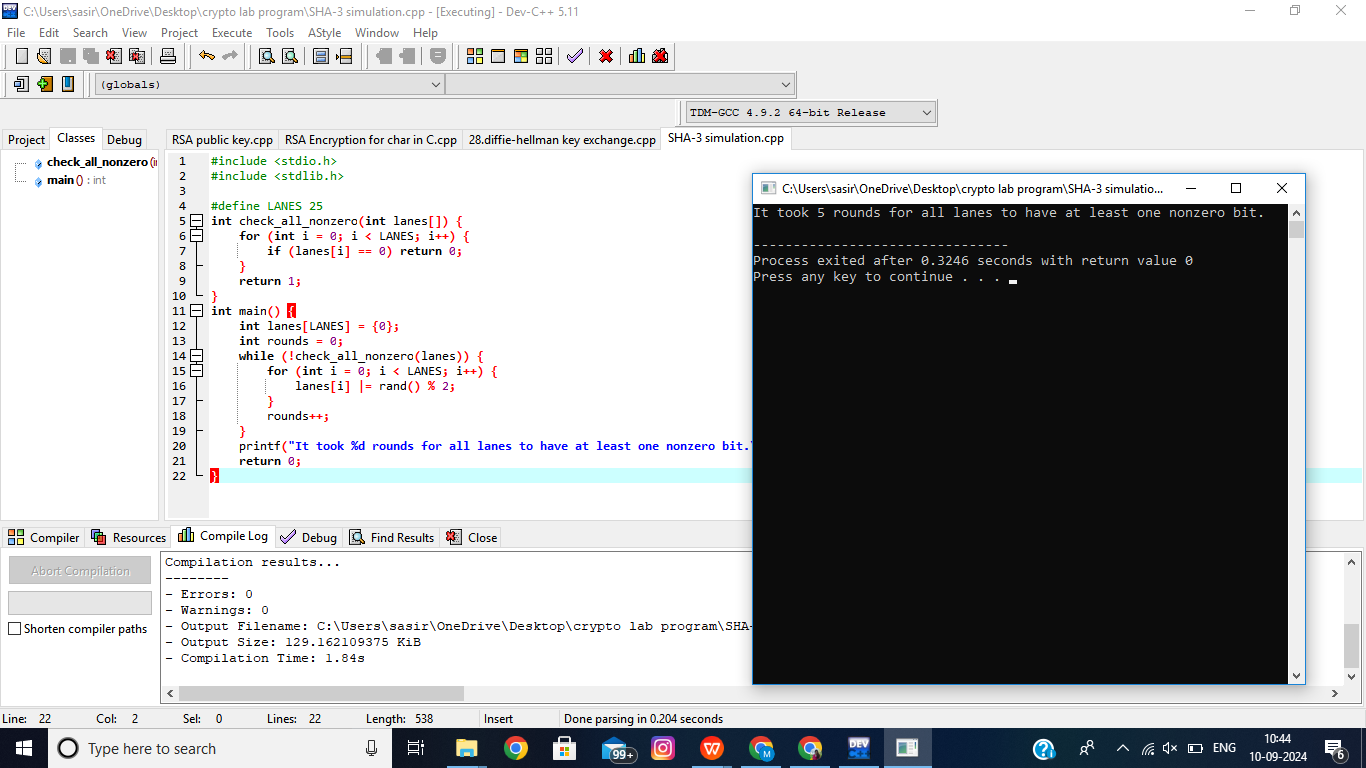 C:\Users\sasir\OneDrive\Desktop\crypto lab program\SHA-3 simulation.cpp - [Executing] - Dev-C++ 5.11
File Edit Search View Project Execute Tools AStyle Window Help
(globals)
TDM-GCC 4.9.2 64-bit Release
Project Classes Debug
RSA public key.cpp RSA Encryption for char in C.cpp 28.diffie-hellman key exchange.cpp SHA-3 simulation.cpp
check_all_nonzero (i
main () : int
1 #include <stdio.h>
2 #include <stdlib.h>
3
4 #define LANES 25
5 int check_all_nonzero(int lanes[]) {
6 for (int i = 0; i < LANES; i++) {
7 if (lanes[i] == 0) return 0;
8 }
9 return 1;
10 }
11 int main() {
12 int lanes[LANES] = {0};
13 int rounds = 0;
14 while (!check_all_nonzero(lanes)) {
15 for (int i = 0; i < LANES; i++) {
16 lanes[i] |= rand() % 2;
17 }
18 rounds++;
19 }
20 printf("It took %d rounds for all lanes to have at least one nonzero bit.\
21 return 0;
22 }
C:\Users\sasir\OneDrive\Desktop\crypto lab program\SHA-3 simulatio...
It took 5 rounds for all lanes to have at least one nonzero bit.
--------------------------------
Process exited after 0.3246 seconds with return value 0
Press any key to continue . . .
Compiler Resources Compile Log Debug Find Results Close
Abort Compilation
Shorten compiler paths
Compilation results...
--------
- Errors: 0
- Warnings: 0
- Output Filename: C:\Users\sasir\OneDrive\Desktop\crypto lab program\SHA-
- Output Size: 129.162109375 KiB
- Compilation Time: 1.84s
Line: 22 Col: 2 Sel: 0 Lines: 22 Length: 538 Insert Done parsing in 0.204 seconds
Type here to search
99+
M
DEV
ENG
10:44
10-09-2024
6